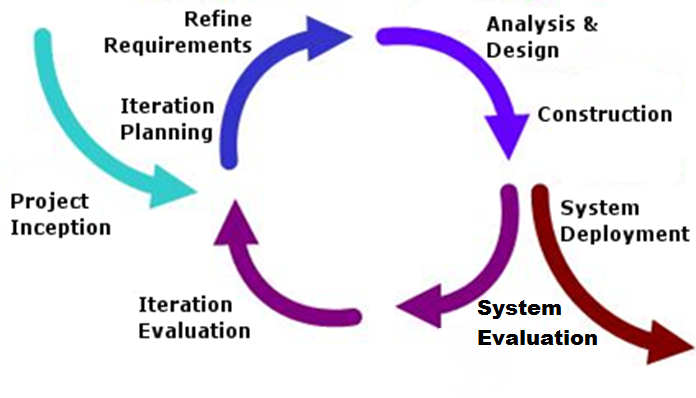 Refine
Requirements
Analysis &
Design
Iteration
Planning
Construction
Project
Inception
System
Deployment
Iteration
Evaluation
System
Evaluation